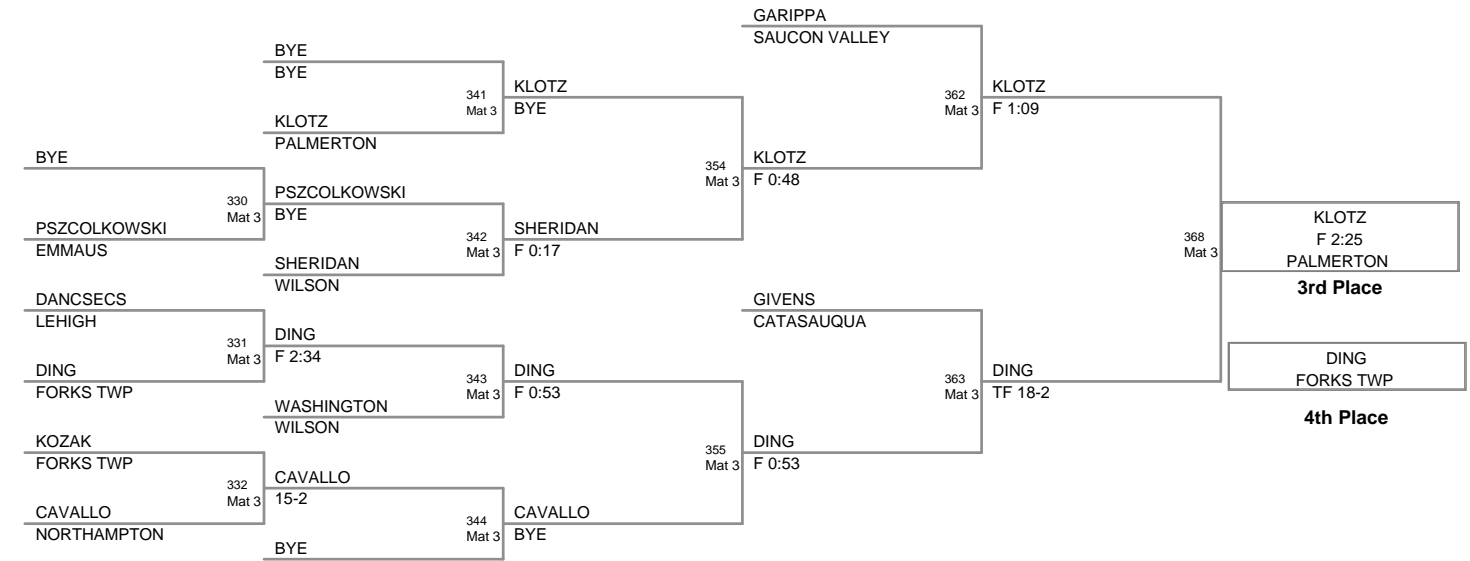 GARIPPA
SAUCON VALLEY
BYE
BYE
341
Mat 3
KLOTZ
BYE
362
Mat 3
KLOTZ
F 1:09
KLOTZ
PALMERTON
BYE
354
Mat 3
KLOTZ
F 0:48
330
Mat 3
PSZCOLKOWSKI
BYE
PSZCOLKOWSKI
EMMAUS
342
Mat 3
SHERIDAN
F 0:17
368
Mat 3
KLOTZ
F 2:25
PALMERTON
3rd Place
SHERIDAN
WILSON
DANCSECS
LEHIGH
GIVENS
CATASAUQUA
331
Mat 3
DING
F 2:34
DING
FORKS TWP
343
Mat 3
DING
F 0:53
363
Mat 3
DING
TF 18-2
DING
FORKS TWP
4th Place
WASHINGTON
WILSON
KOZAK
FORKS TWP
355
Mat 3
DING
F 0:53
332
Mat 3
CAVALLO
15-2
CAVALLO
NORTHAMPTON
344
Mat 3
CAVALLO
BYE
BYE